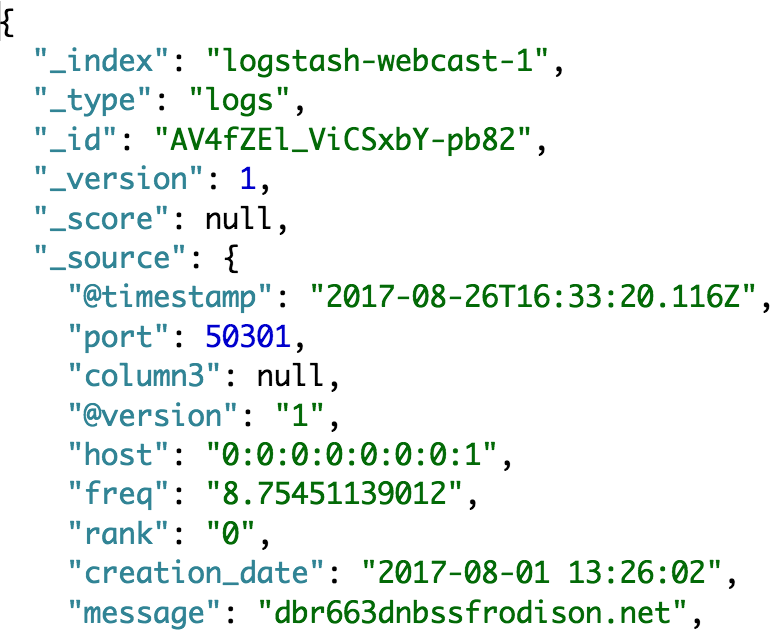 {
"_index": "logstash-webcast-1",
"_type": "logs",
"_id": "AV4fZEl_ViCSxbY-pb82",
"_version": 1,
"_score": null,
"_source": {
"@timestamp": "2017-08-26T16:33:20.116Z",
"port": 50301,
"column3": null,
"@version": "1",
"host": "0:0:0:0:0:0:0:1",
"freq": "8.75451139012",
"rank": "0",
"creation_date": "2017-08-01 13:26:02",
"message": "dbr663dnbssfrodison.net",